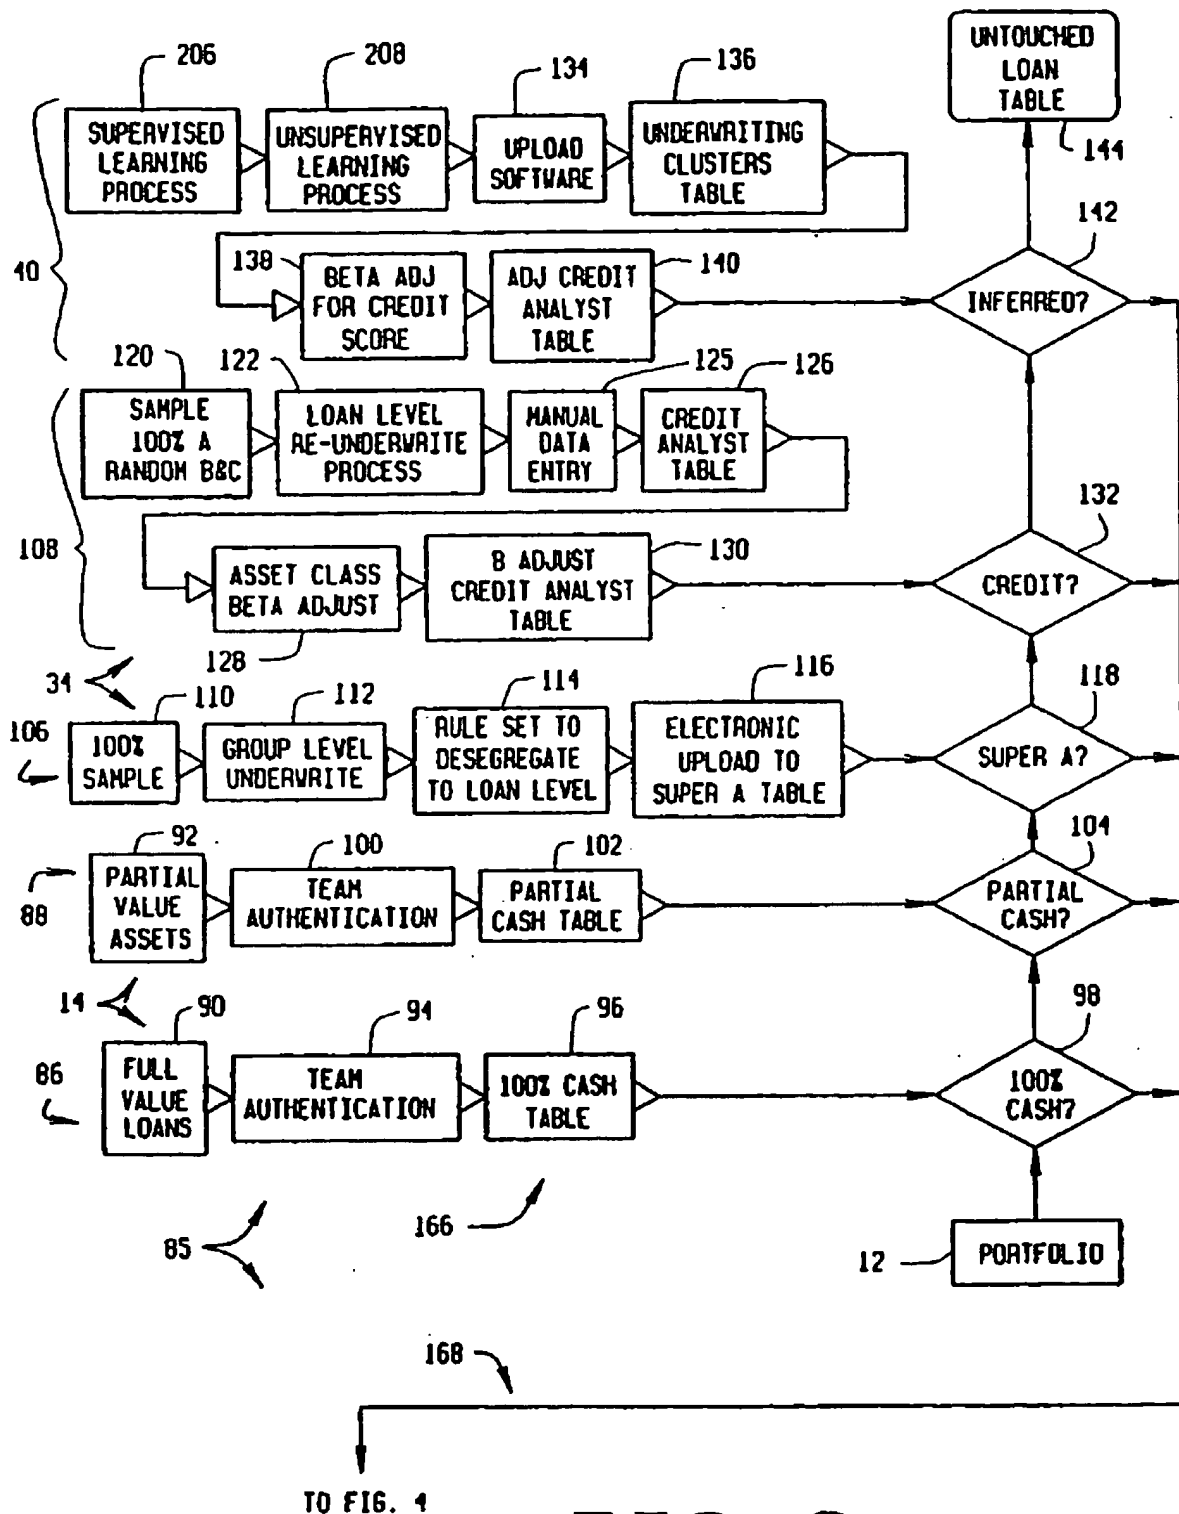 UNTOUCHED
LOAN
TABLE
144
206
208
134
136
SUPERVISED
LEARNING
PROCESS
UNSUPERVISED
LEARNING
PROCESS
UPLOAD
SOFTWARE
UNDERWRITING
CLUSTERS
TABLE
40
142
138
BETA ADJ
FOR CREDIT
SCORE
ADJ CREDIT
ANALYST
TABLE
140
INFERRED?
120
122
125
126
SAMPLE
100% A
RANDOM B&C
LOAN LEVEL
RE-UNDERWRITE
PROCESS
MANUAL
DATA
ENTRY
CREDIT
ANALYST
TABLE
108
132
ASSET CLASS
BETA ADJUST
128
B ADJUST
CREDIT ANALYST
TABLE
130
CREDIT?
34
110
112
114
116
118
106
100%
SAMPLE
GROUP LEVEL
UNDERWRITE
RULE SET TO
DESEGREGATE
TO LOAN LEVEL
ELECTRONIC
UPLOAD TO
SUPER A TABLE
SUPER A?
92
100
102
104
88
PARTIAL
VALUE
ASSETS
TEAM
AUTHENTICATION
PARTIAL
CASH TABLE
PARTIAL
CASH?
14
90
94
96
98
86
FULL
VALUE
LOANS
TEAM
AUTHENTICATION
100% CASH
TABLE
100%
CASH?
85
166
12
PORTFOLIO
168
TO FIG. 4